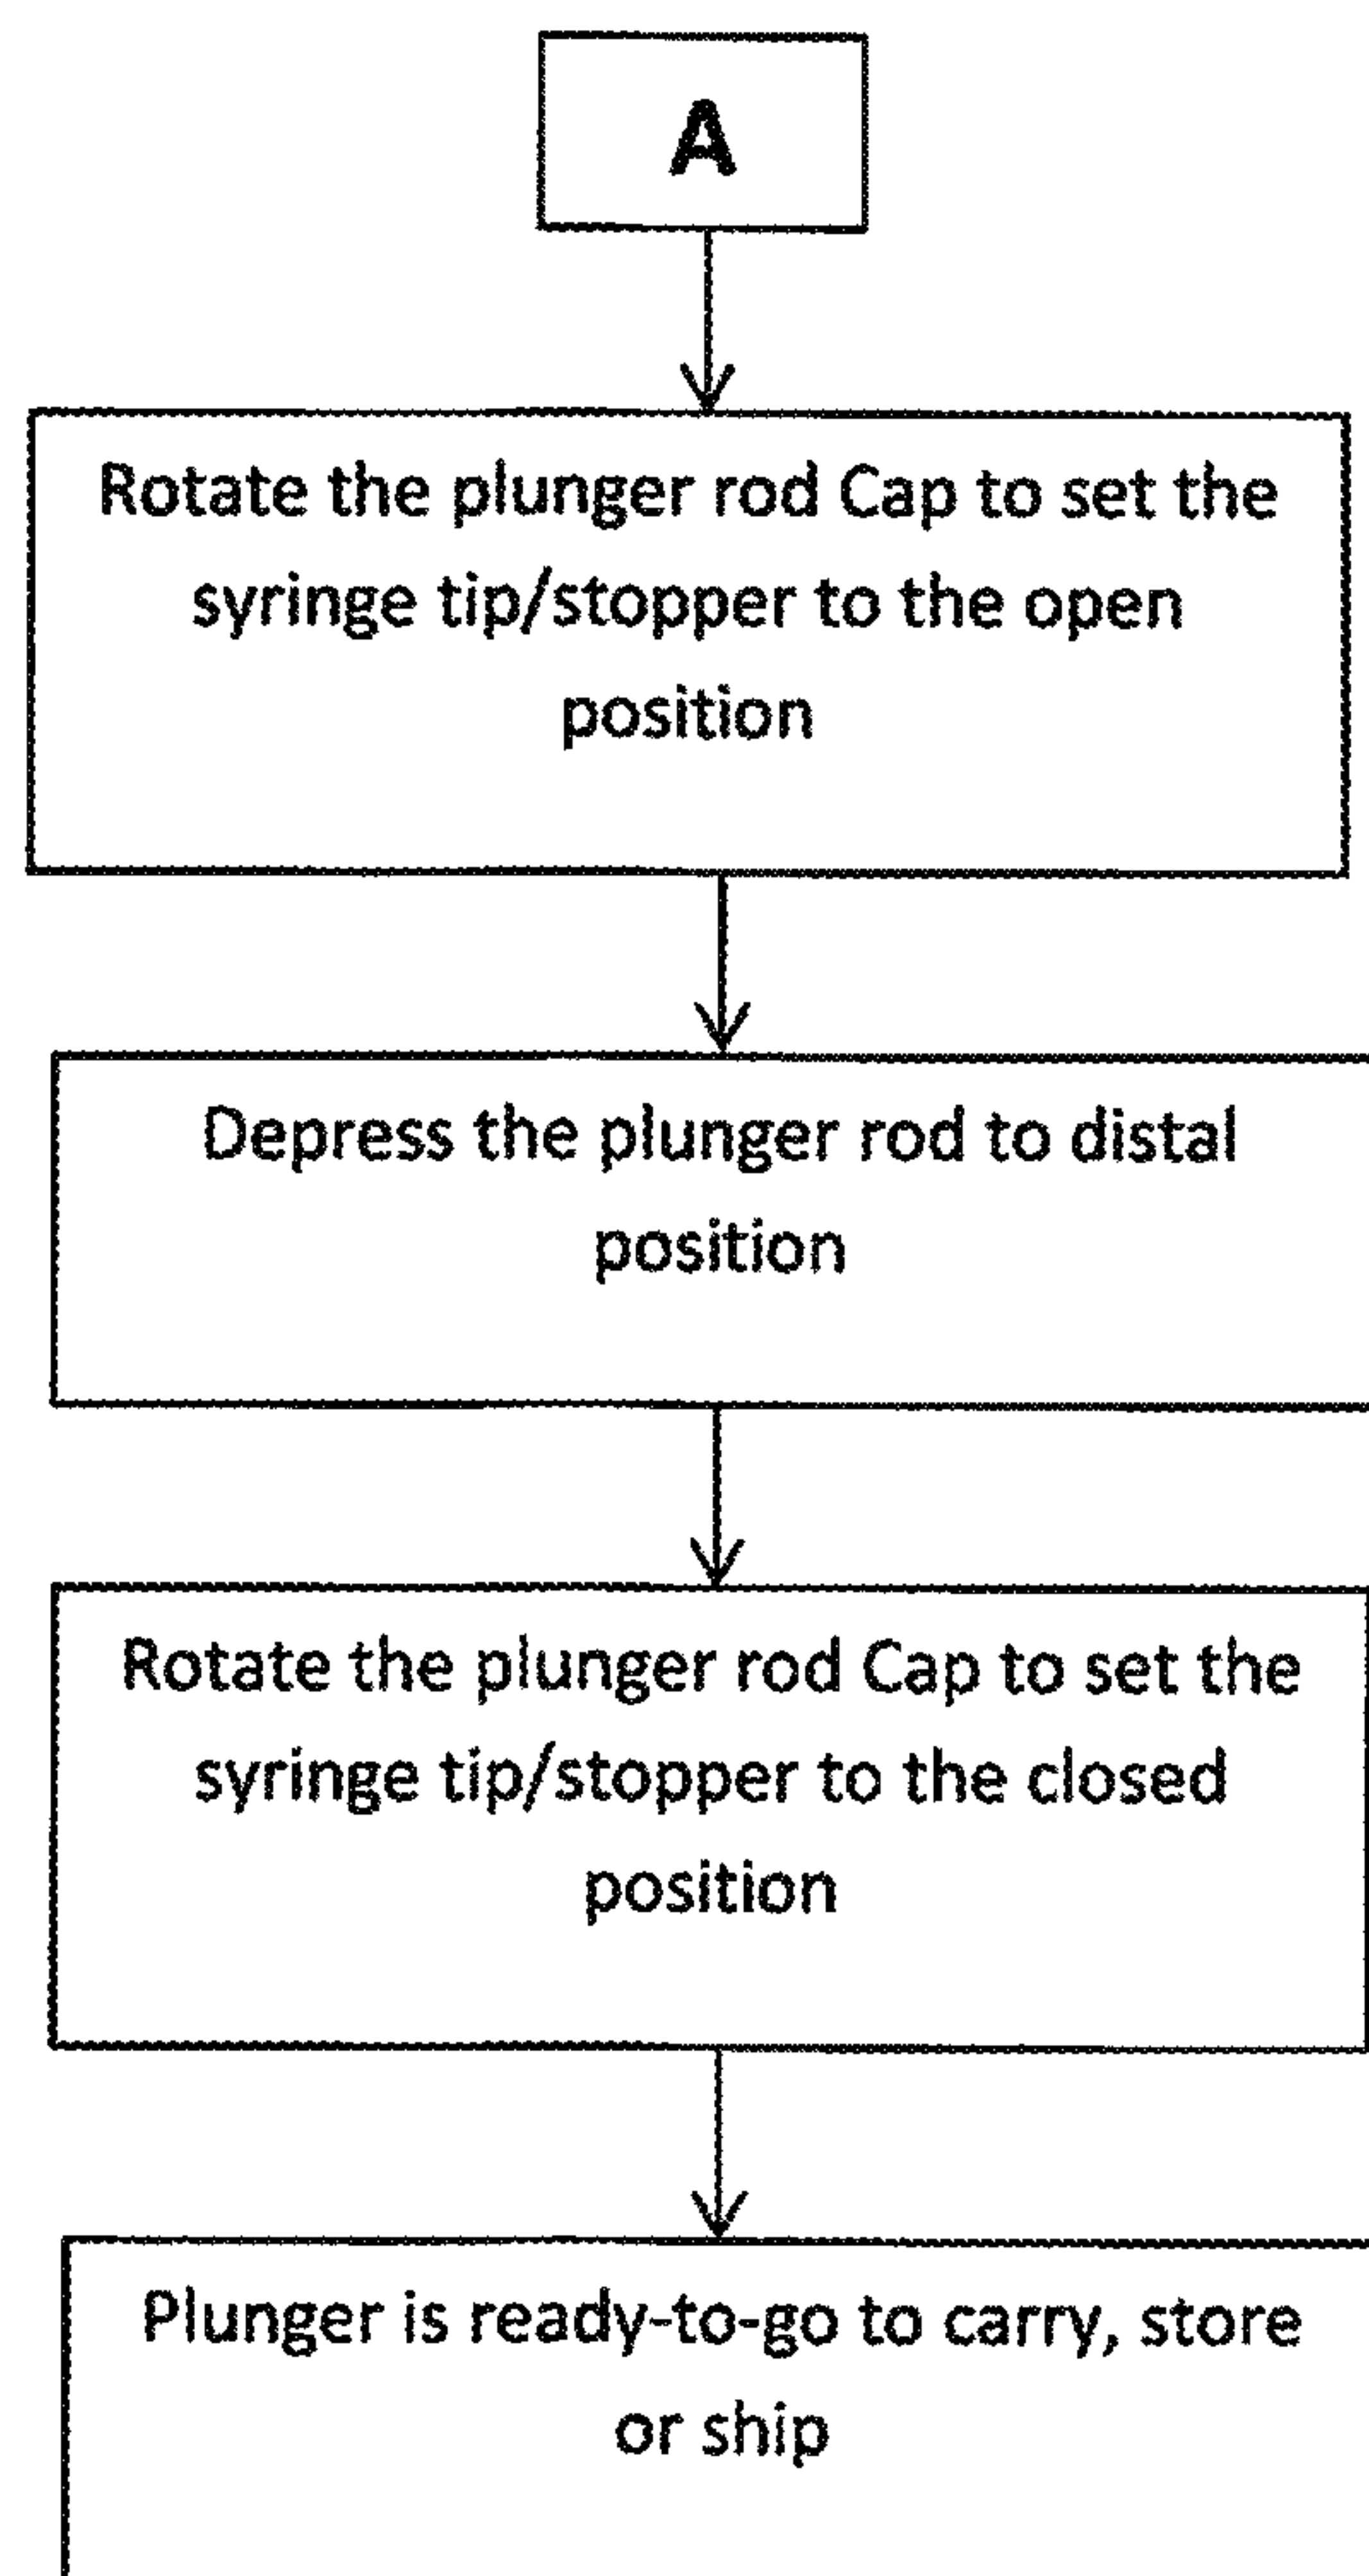 A
Rotate the plunger rod Cap to set the
syringe tip/stopper to the open
position
Depress the plunger rod to distal
position
Rotate the plunger rod Cap to set the
syringe tip/stopper to the closed
position
Plunger is ready-to-go to carry, store
or ship